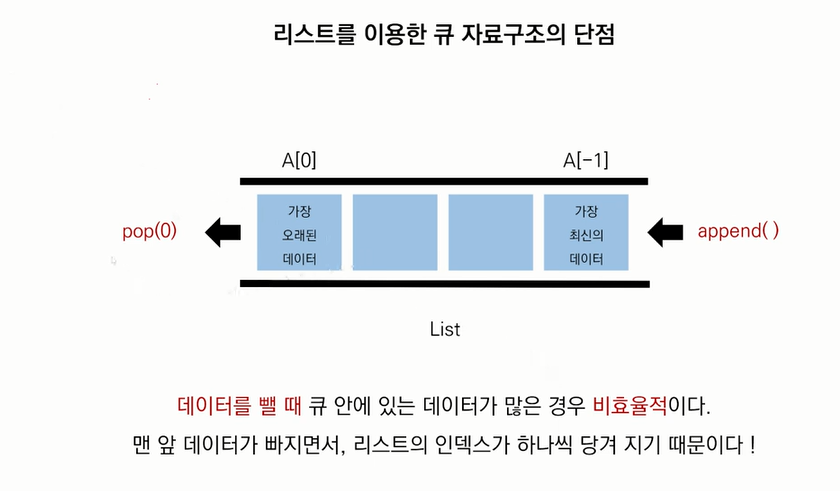 리스트를 이용한 큐 자료구조의 단점
A[0]
A[-1]
pop(0)
가장
오래된
데이터
가장
최신의
데이터
append( )
List
데이터를 뺄 때 큐 안에 있는 데이터가 많은 경우 비효율적이다.
맨 앞 데이터가 빠지면서, 리스트의 인덱스가 하나씩 당겨 지기 때문이다 !